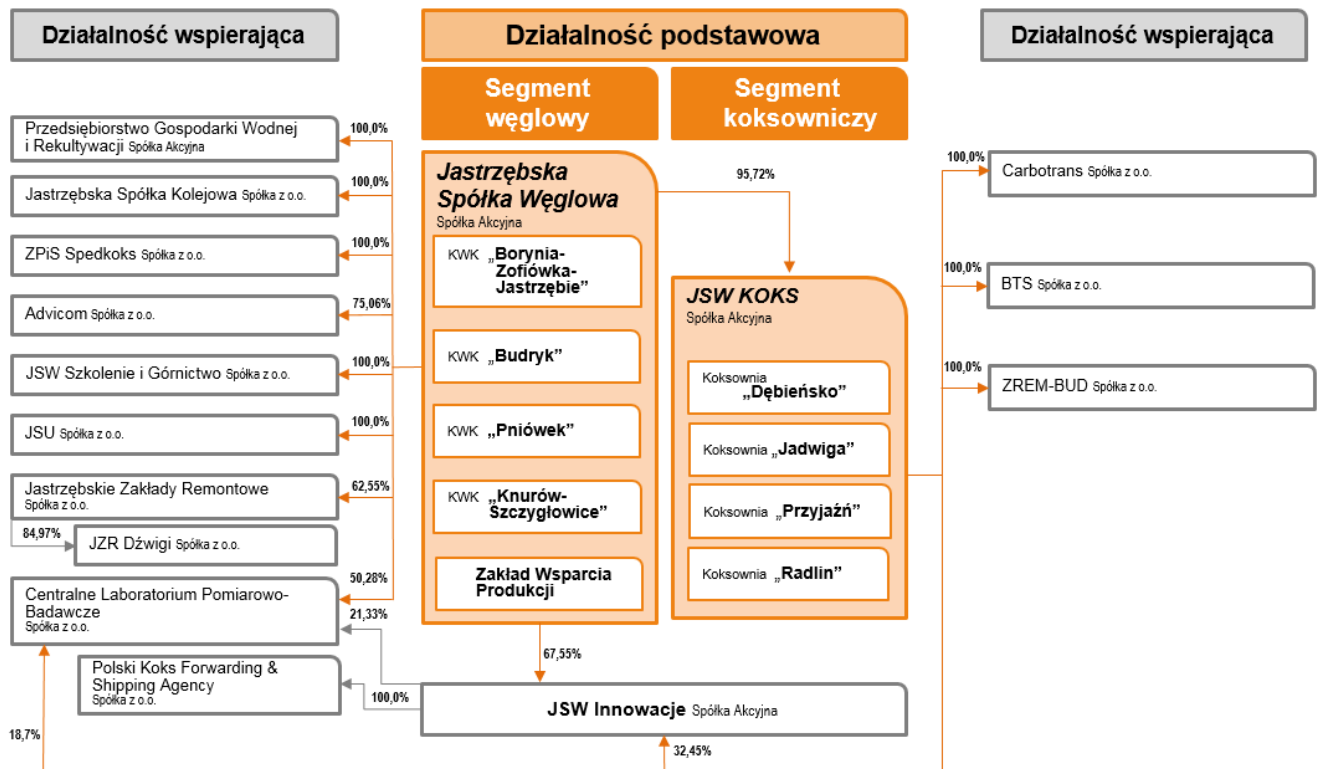 Działalność wspierająca
Działalność podstawowa
Działalność wspierająca
Segment
węglowy
Segment
koksowniczy
Przedsiębiorstwo Gospodarki Wodnej
i Rekultywacji Spółka Akcyjna
100,0%
Jastrzębska Spółka Kolejowa Spółka z o.o.
100,0%
ZPiS Spedkoks Spółka z o.o.
100,0%
Advicom Spółka z o.o.
75,06%
JSW Szkolenie i Górnictwo Spółka z o.o.
100,0%
JSU Spółka z o.o.
100,0%
Jastrzębskie Zakłady Remontowe
Spółka z o.o.
62,55%
84,97%
JZR Dźwigi Spółka z o.o.
Centralne Laboratorium Pomiarowo-
Badawcze
Spółka z o.o.
50,28%
21,33%
Polski Koks Forwarding &
Shipping Agency
Spółka z o.o.
100,0%
18,7%
Jastrzębska
Spółka Węglowa
Spółka Akcyjna
KWK „Borynia-
Zofiówka-
Jastrzębie”
KWK „Budryk”
KWK „Pniówek”
KWK „Knurów-
Szczygłowice”
Zakład Wsparcia
Produkcji
67,55%
95,72%
JSW KOKS
Spółka Akcyjna
Koksownia
„Dębieńsko”
Koksownia „Jadwiga”
Koksownia „Przyjaźń”
Koksownia „Radlin”
JSW Innowacje Spółka Akcyjna
32,45%
100,0%
Carbotrans Spółka z o.o.
100,0%
BTS Spółka z o.o.
100,0%
ZREM-BUD Spółka z o.o.